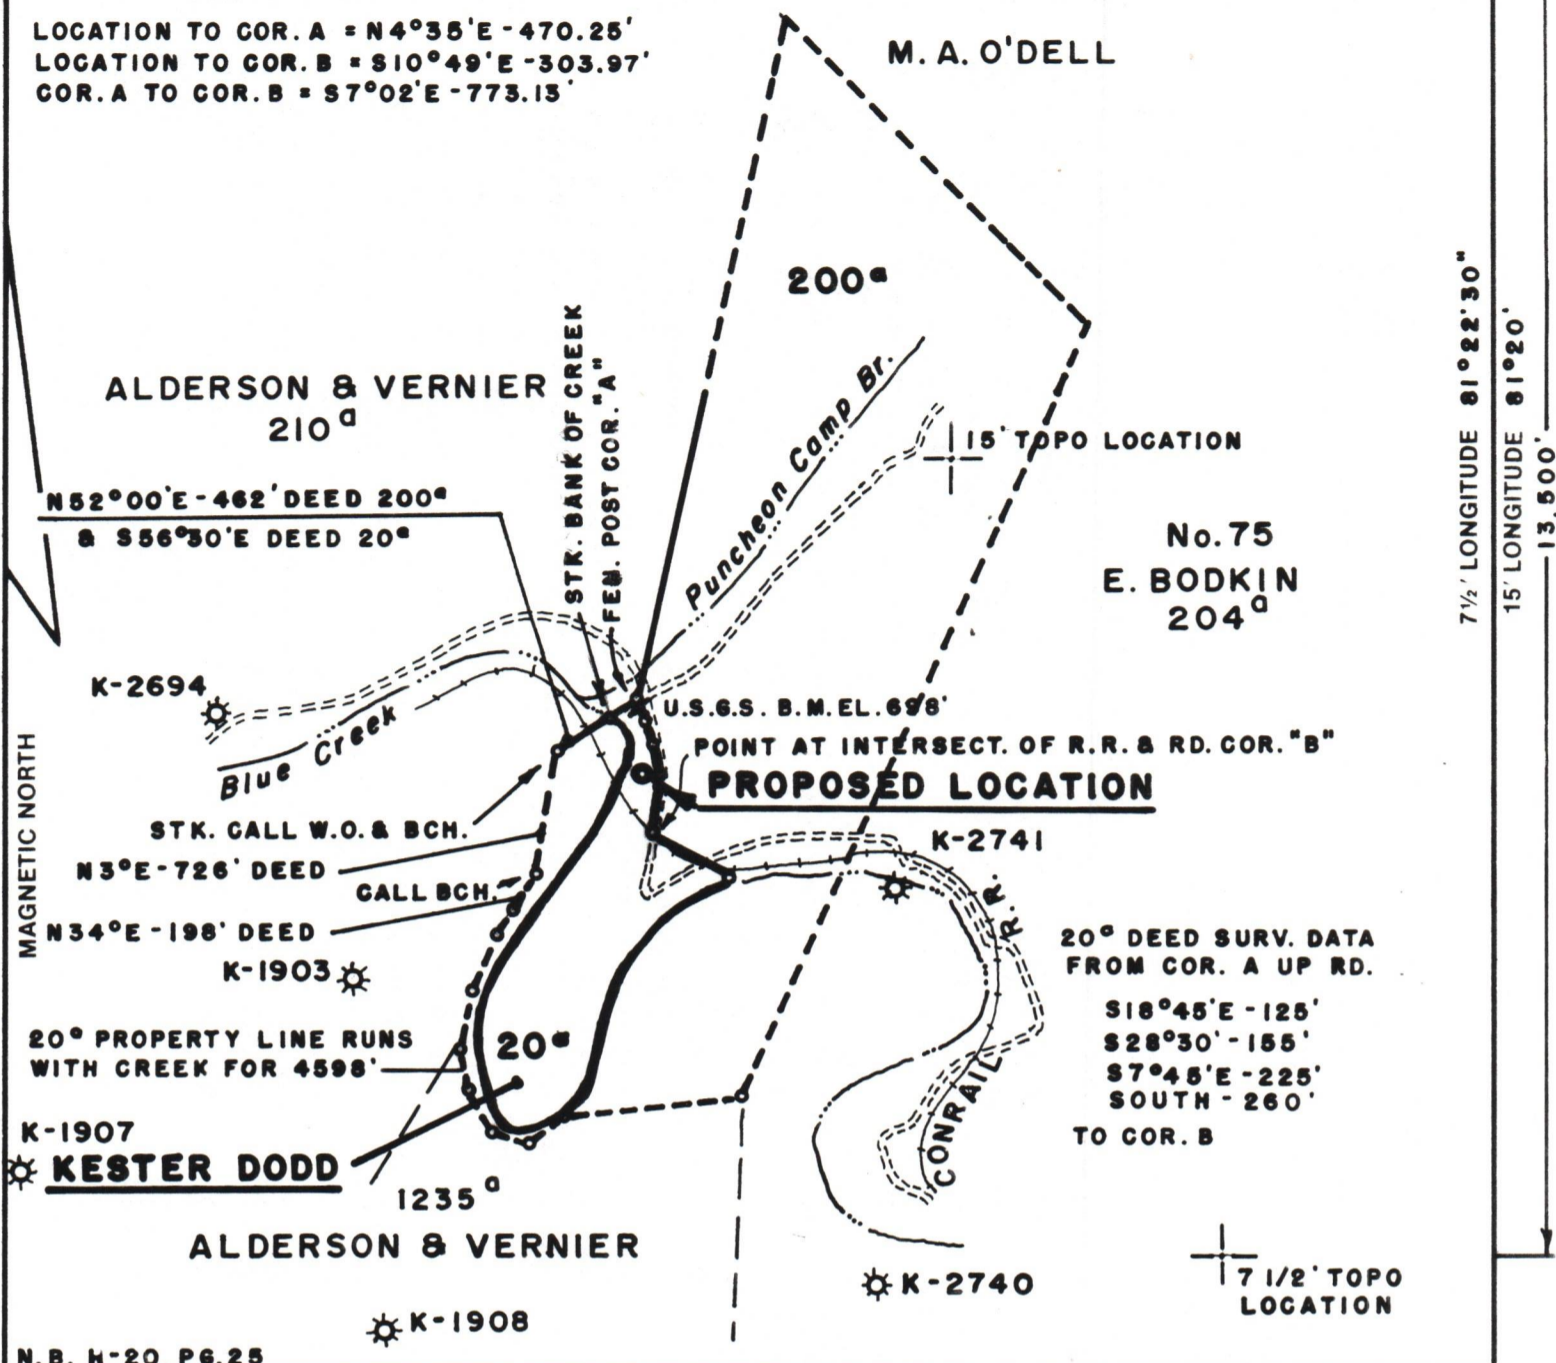 LOCATION TO COR. A = N4°35'E-470.25'
LOCATION TO COR. B = S10°49'E-303.97'
COR. A TO COR. B = S7°02'E-773.13'
M. A. O'DELL
200a
ALDERSON & VERNIER
210a
STK. BANK OF CREEK
FEN. POST COR. "A"
Puncheon Camp Br.
15' TOPO LOCATION
N52°00'E-462' DEED 200a
& S56°30'E DEED 20a
No. 75
E. BODKIN
204a
7½' LONGITUDE 81°22'30"
15' LONGITUDE 81°20'
13,500'
K-2694
Blue Creek
U.S.G.S. B.M. EL. 698'
POINT AT INTERSECT. OF R.R. & RD. COR. "B"
PROPOSED LOCATION
MAGNETIC NORTH
STK. CALL W.O. & BCH.
N3°E-726' DEED
CALL BCH.
N34°E-198' DEED
K-1903
K-2741
CONRAIL R.R.
20a DEED SURV. DATA
FROM COR. A UP RD.
S18°45'E-125'
S28°30'-155'
S7°45'E-225'
SOUTH-260'
TO COR. B
20a PROPERTY LINE RUNS
WITH CREEK FOR 4598'
20a
K-1907
KESTER DODD
1235a
ALDERSON & VERNIER
K-2740
7 1/2' TOPO
LOCATION
K-1908
N.B. H-20 PG.25